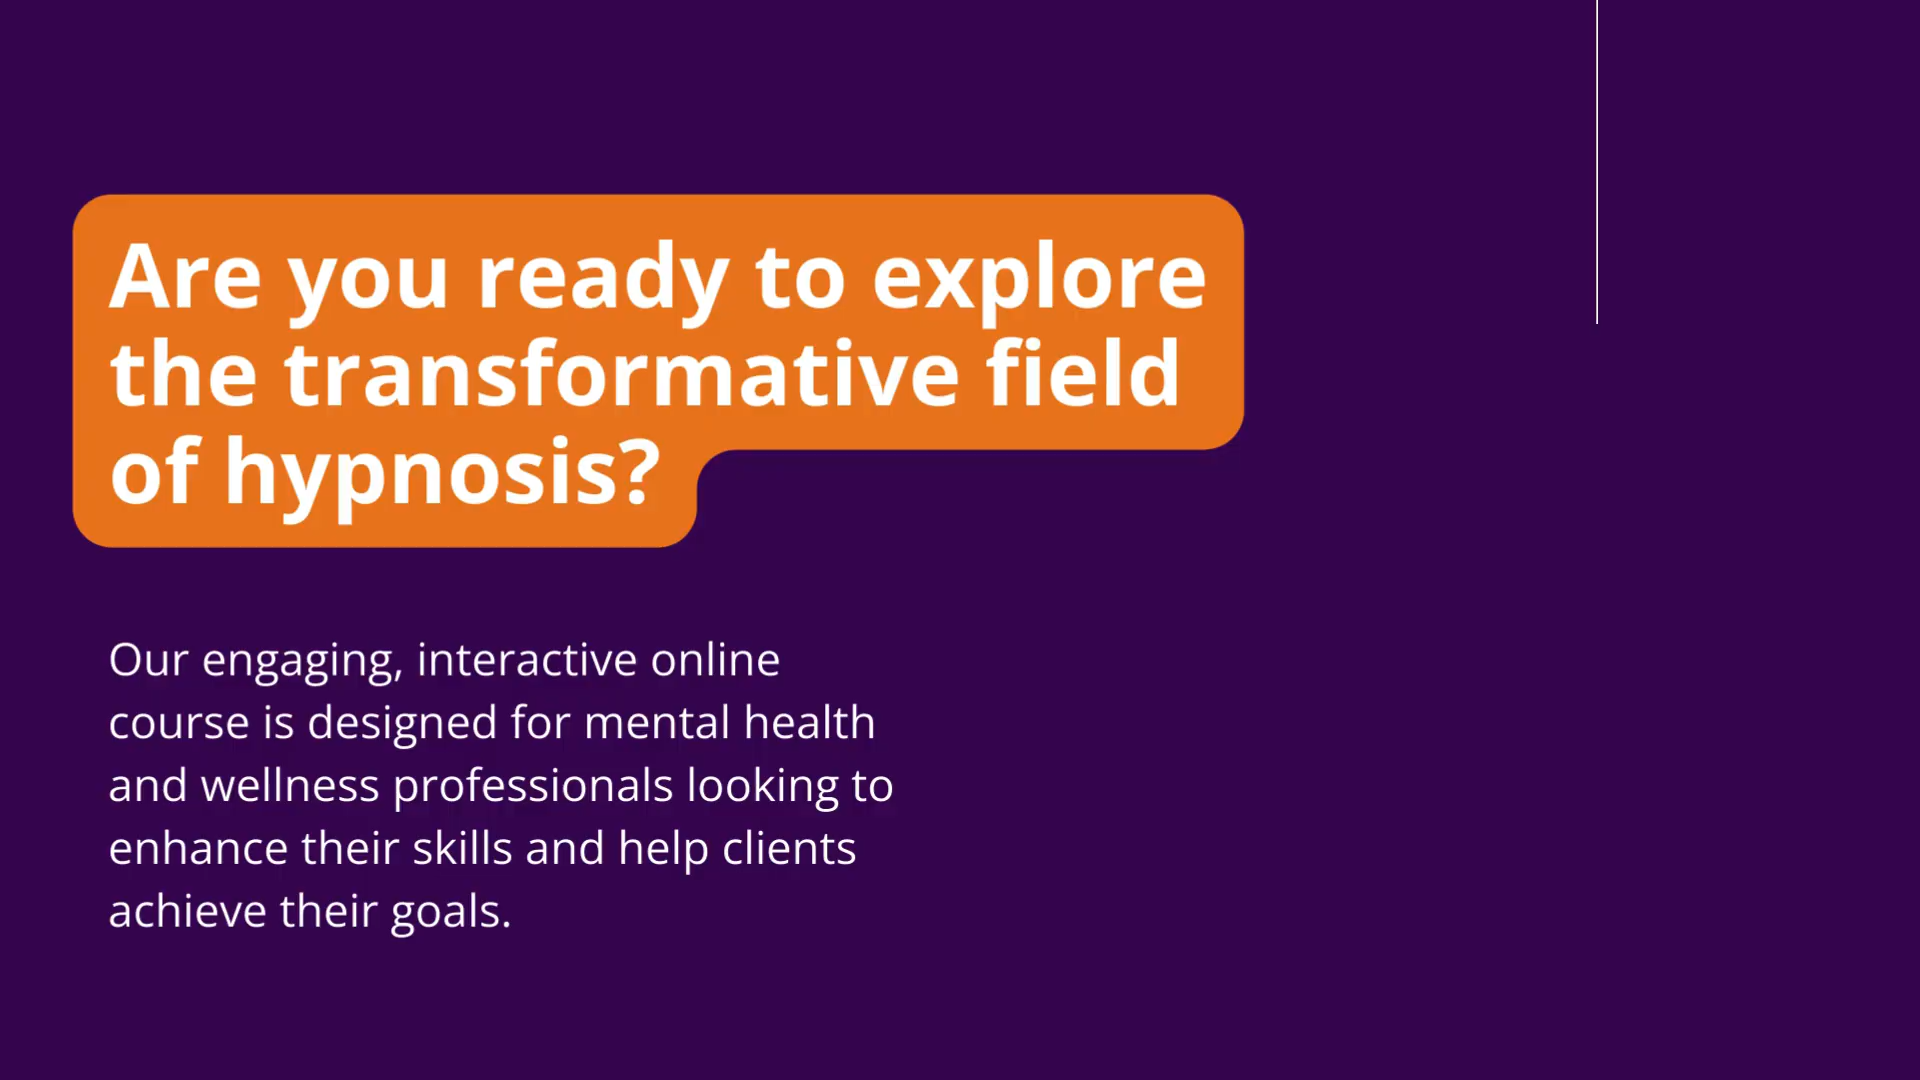 Are you ready to explore
the transformative field
of hypnosis?
Our engaging, interactive online
course is designed for mental health
and wellness professionals looking to
enhance their skills and help clients
achieve their goals.